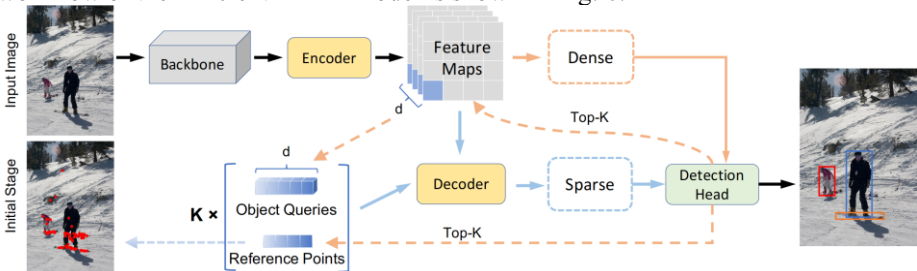 Input Image
Backbone
Encoder
Feature
Maps
Dense
d
Top-K
Initial Stage
d
K ×
Object Queries
Reference Points
Decoder
Sparse
Detection
Head
Top-K